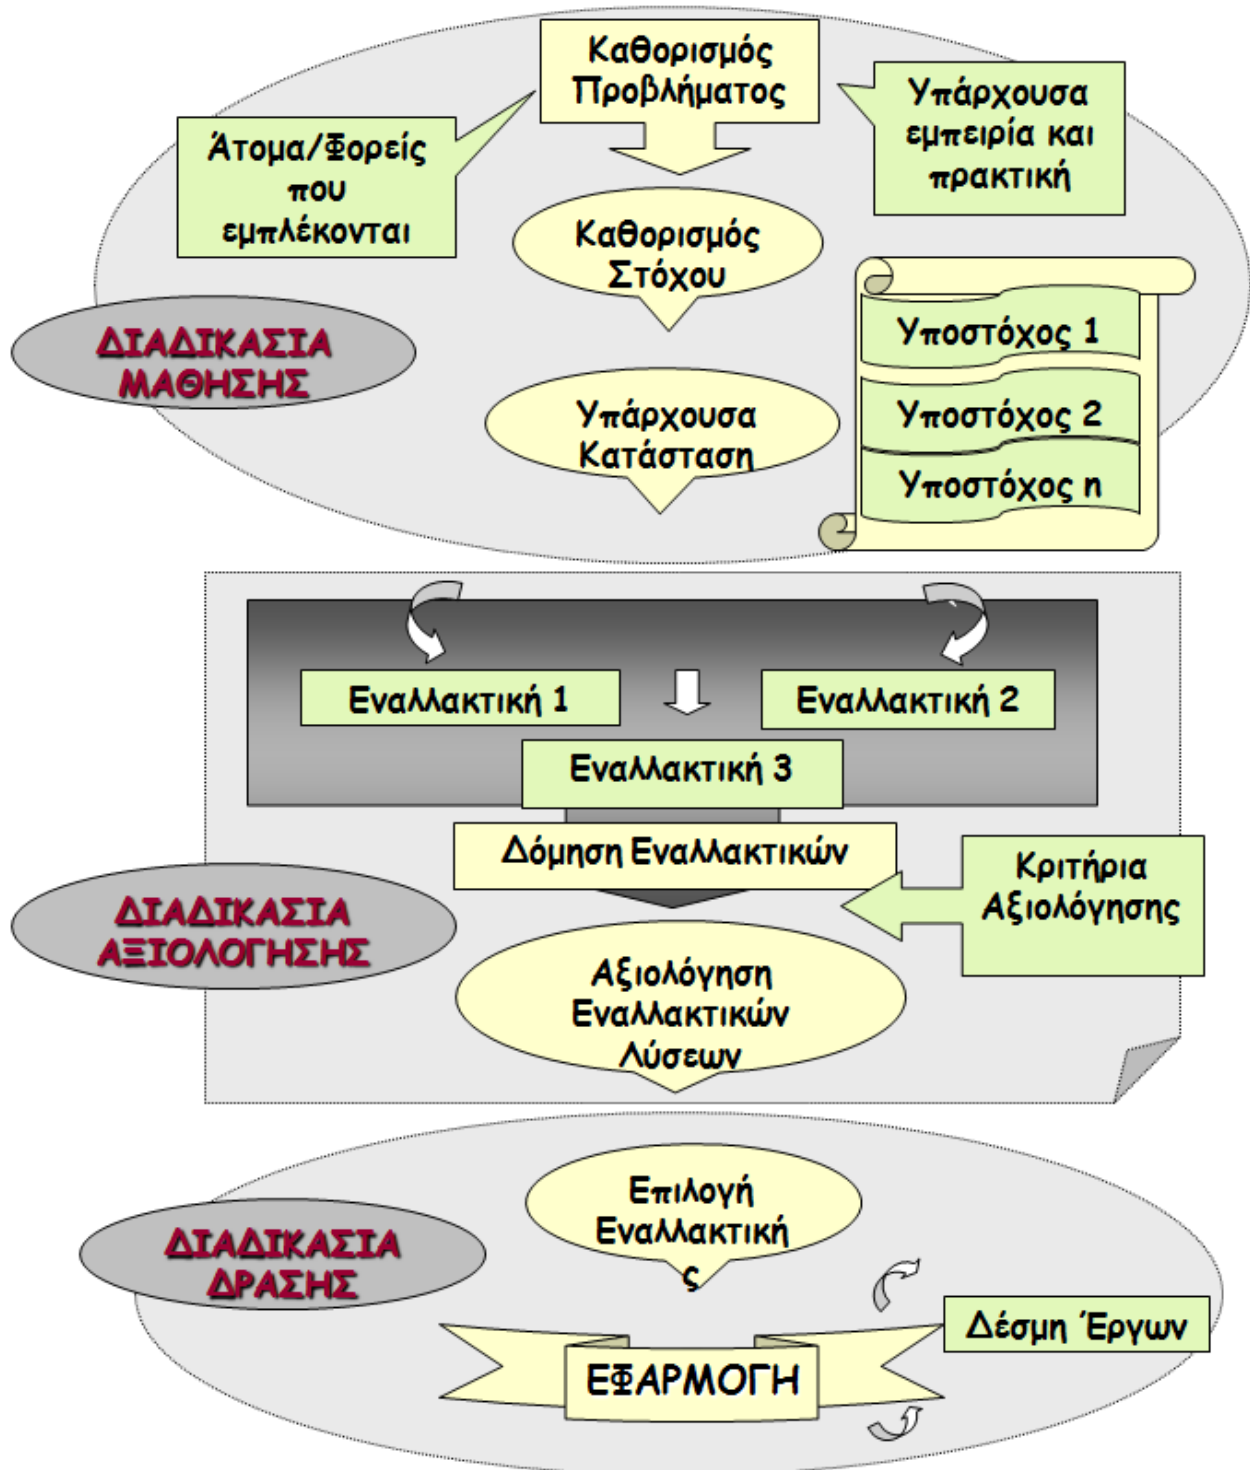 Καθορισμός
Προβλήματος
Άτομα/Φορείς
που
εμπλέκονται
Υπάρχουσα
εμπειρία και
πρακτική
Καθορισμός
Στόχου
ΔΙΑΔΙΚΑΣΙΑ
ΜΑΘΗΣΗΣ
Υποστόχος 1
Υποστόχος 2
Υποστόχος n
Υπάρχουσα
Κατάσταση
Εναλλακτική 1
Εναλλακτική 2
Εναλλακτική 3
Δόμηση Εναλλακτικών
Κριτήρια
Αξιολόγησης
ΔΙΑΔΙΚΑΣΙΑ
ΑΞΙΟΛΟΓΗΣΗΣ
Αξιολόγηση
Εναλλακτικών
Λύσεων
Επιλογή
Εναλλακτική
ς
ΔΙΑΔΙΚΑΣΙΑ
ΔΡΑΣΗΣ
Δέσμη Έργων
ΕΦΑΡΜΟΓΗ